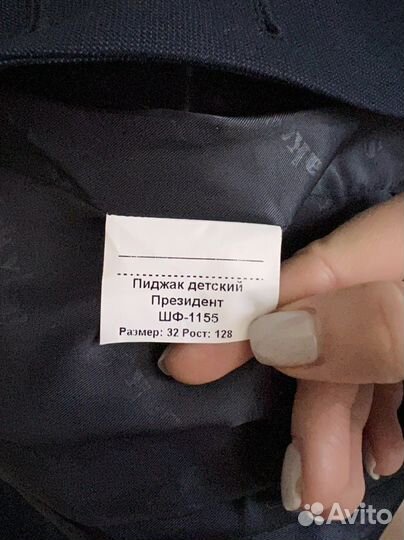 Пиджак детский
Президент
ШФ-1155
Размер: 32 Рост: 128
Avito